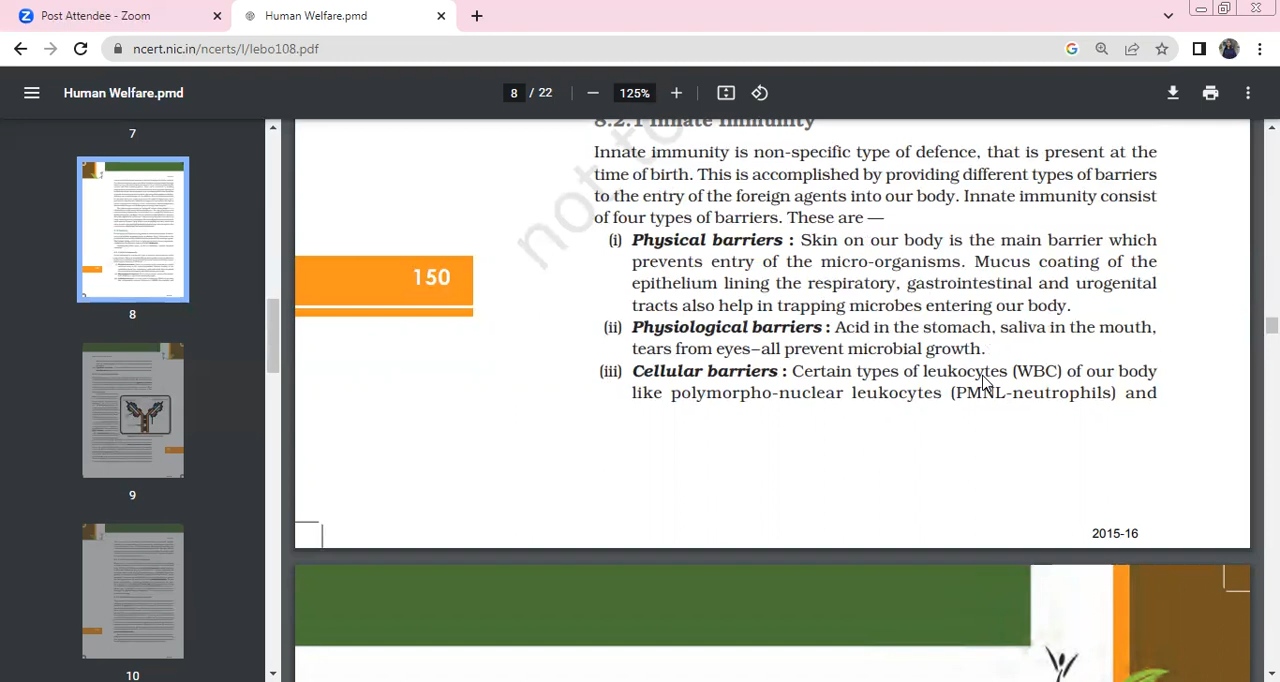 Post Attendee - Zoom
Human Welfare.pmd
ncert.nic.in/ncerts/l/lebo108.pdf
Human Welfare.pmd
8 / 22
125%
7
8
9
10
8.2.1 Innate Immunity
Innate immunity is non-specific type of defence, that is present at the
time of birth. This is accomplished by providing different types of barriers
to the entry of the foreign agents into our body. Innate immunity consist
of four types of barriers. These are —
(i) Physical barriers : Skin on our body is the main barrier which
prevents entry of the micro-organisms. Mucus coating of the
epithelium lining the respiratory, gastrointestinal and urogenital
tracts also help in trapping microbes entering our body.
(ii) Physiological barriers : Acid in the stomach, saliva in the mouth,
tears from eyes–all prevent microbial growth.
(iii) Cellular barriers : Certain types of leukocytes (WBC) of our body
like polymorpho-nuclear leukocytes (PMNL-neutrophils) and
150
not to
2015-16